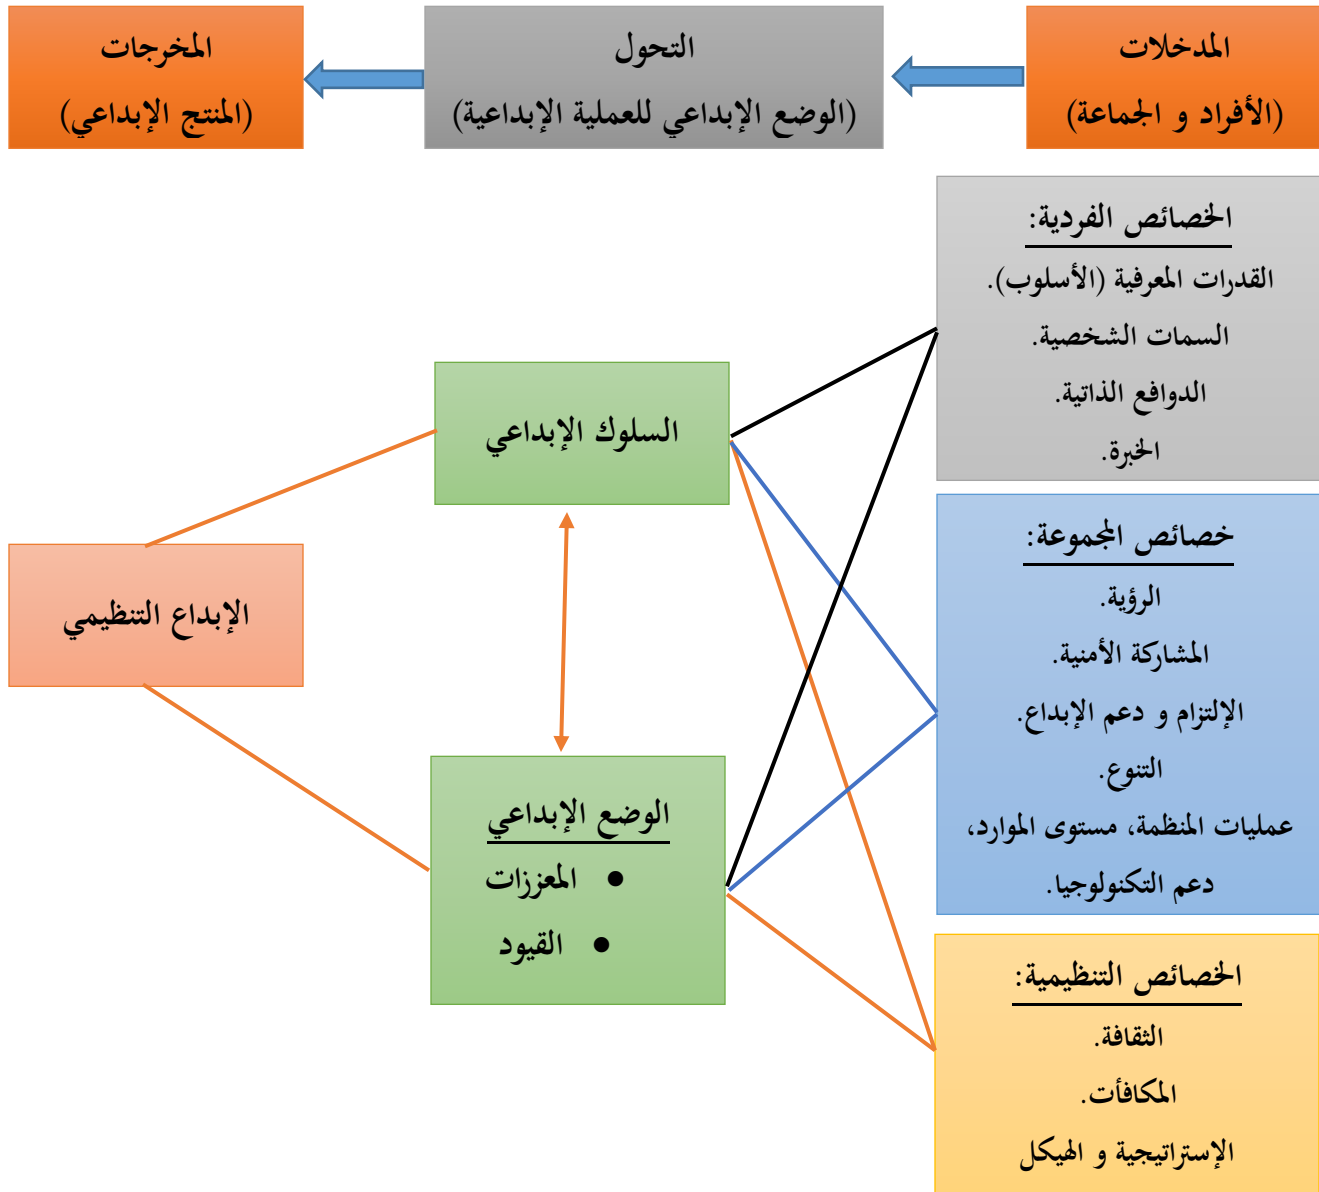 المدخلات
(الأفراد و الجماعة)
التحول
(الوضع الإبداعي للعملية الإبداعية)
المخرجات
(المنتج الإبداعي)
الخصائص الفردية:
القدرات المعرفية (الأسلوب).
السمات الشخصية.
الدوافع الذاتية.
الخبرة.
خصائص المجموعة:
الرؤية.
المشاركة الأمنية.
الإلتزام و دعم الإبداع.
التنوع.
عمليات المنظمة، مستوى الموارد،
دعم التكنولوجيا.
الخصائص التنظيمية:
الثقافة.
المكافأت.
الإستراتيجية و الهيكل
السلوك الإبداعي
الوضع الإبداعي
• المعززات
• القيود
الإبداع التنظيمي